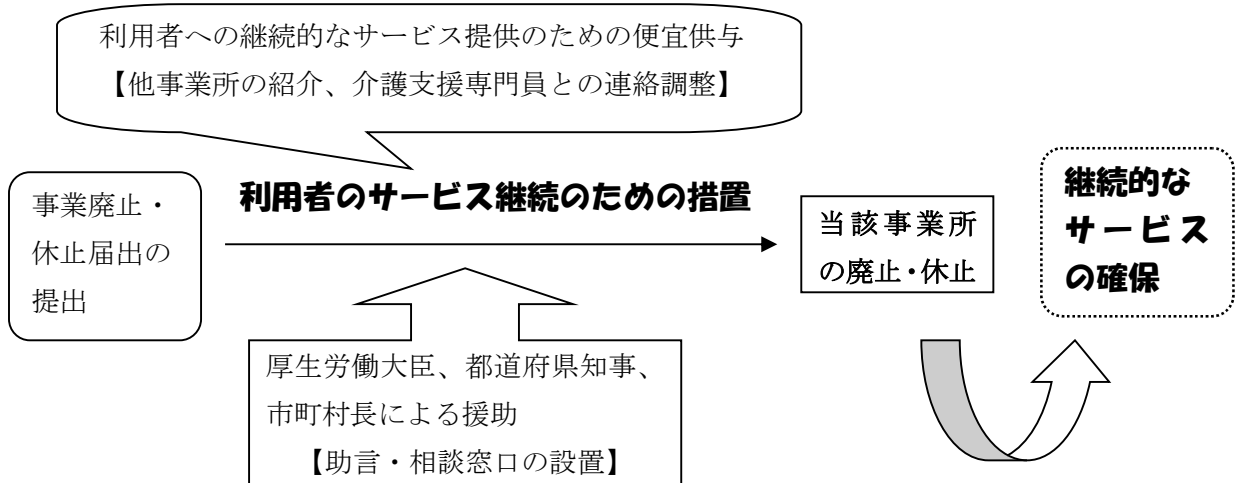 利用者への継続的なサービス提供のための便宜供与
【他事業所の紹介、介護支援専門員との連絡調整】
事業廃止・
休止届出の
提出
利用者のサービス継続のための措置
当該事業所
の廃止・休止
継続的な
サービス
の確保
厚生労働大臣、都道府県知事、
市町村長による援助
【助言・相談窓口の設置】